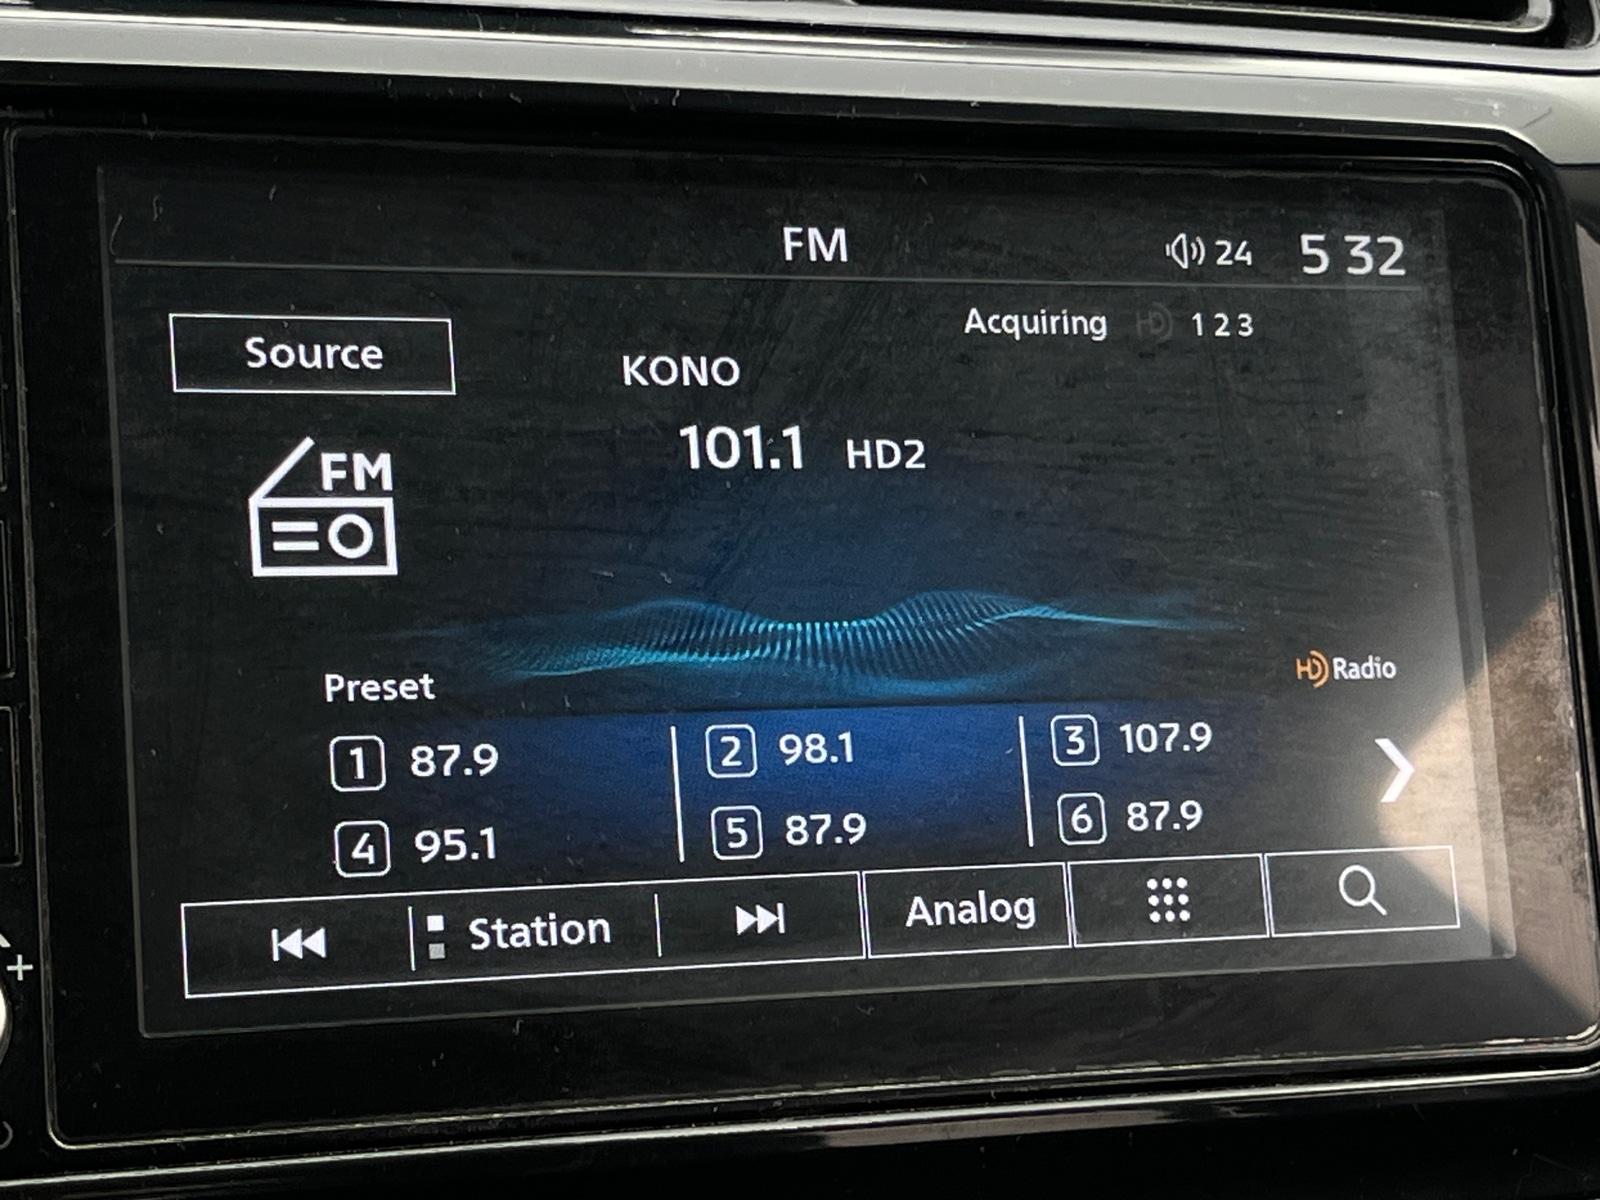 FM 24 5 32
Acquiring HD 1 2 3
Source
KONO
101.1 HD2
FM
Preset
HD Radio
1 87.9 2 98.1 3 107.9
4 95.1 5 87.9 6 87.9
Station Analog
+